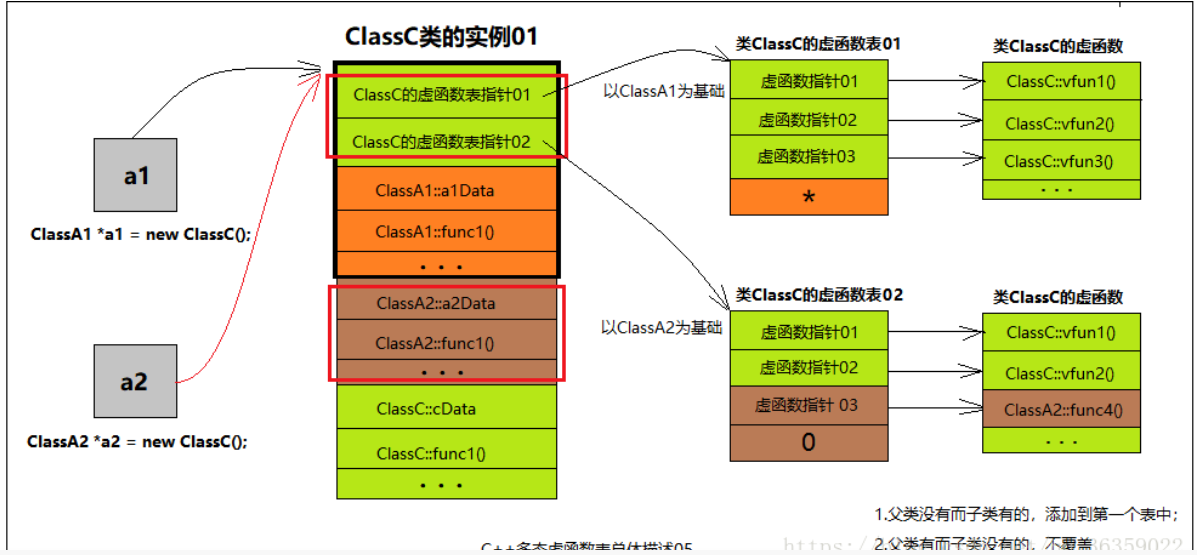 ClassC类的实例01
ClassC的虚函数表指针01
ClassC的虚函数表指针02
ClassA1::a1Data
ClassA1::func1()
. . .
ClassA2::a2Data
ClassA2::func1()
. . .
ClassC::cData
ClassC::func1()
. . .
a1
ClassA1 *a1 = new ClassC();
a2
ClassA2 *a2 = new ClassC();
以ClassA1为基础
类ClassC的虚函数表01
虚函数指针01
虚函数指针02
虚函数指针03
*
类ClassC的虚函数
ClassC::vfun1()
ClassC::vfun2()
ClassC::vfun3()
. . .
以ClassA2为基础
类ClassC的虚函数表02
虚函数指针01
虚函数指针02
虚函数指针 03
0
类ClassC的虚函数
ClassC::vfun1()
ClassC::vfun2()
ClassA2::func4()
. . .
1.父类没有而子类有的，添加到第一个表中；
2.父类有而子类没有的，不覆盖
C++多态虚函数表总体描述05